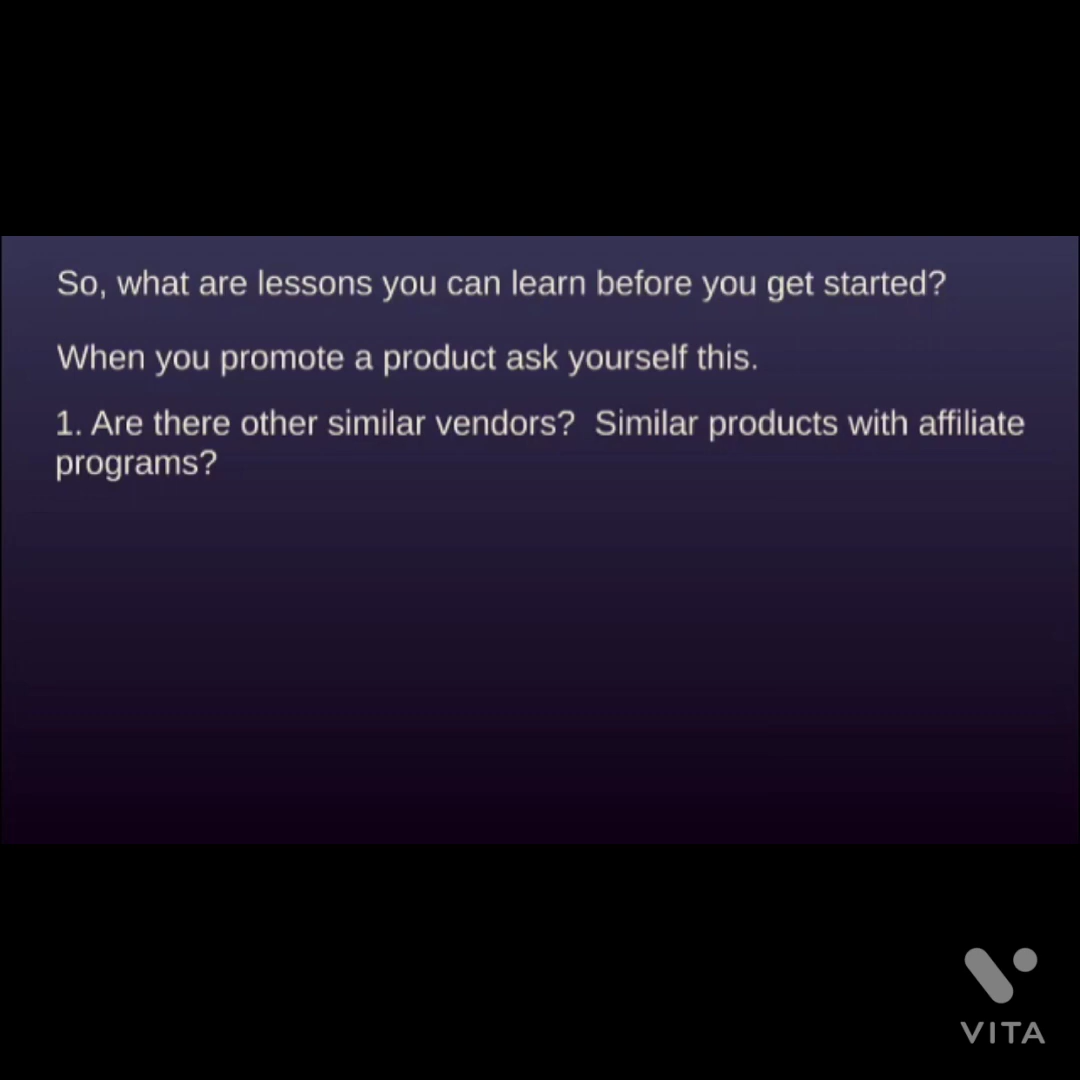 So, what are lessons you can learn before you get started?
When you promote a product ask yourself this.
1. Are there other similar vendors?  Similar products with affiliate
programs?
VITA